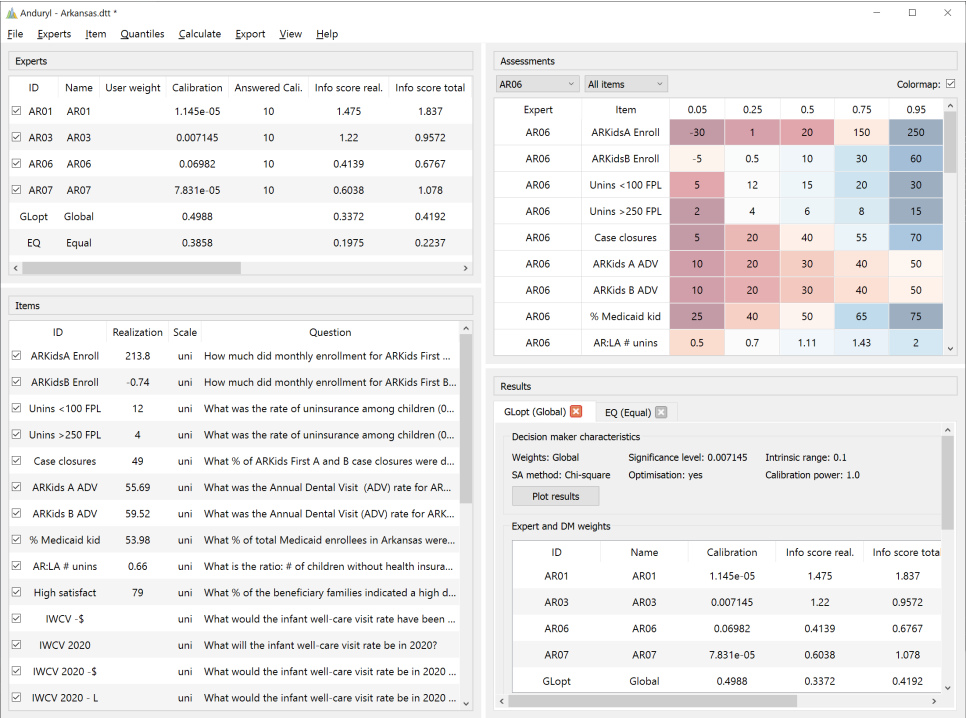 Anduryl - Arkansas.dtt *
File Experts Item Quantiles Calculate Export View Help
Experts
ID Name User weight Calibration Answered Cali. Info score real. Info score total
AR01 AR01 1.145e-05 10 1.475 1.837
AR03 AR03 0.007145 10 1.22 0.9572
AR06 AR06 0.06982 10 0.4139 0.6767
AR07 AR07 7.831e-05 10 0.6038 1.078
GLopt Global 0.4988 0.3372 0.4192
EQ Equal 0.3858 0.1975 0.2237
Items
ID Realization Scale Question
ARKidsA Enroll 213.8 uni How much did monthly enrollment for ARKids First ...
ARKidsB Enroll -0.74 uni How much did monthly enrollment for ARKids First B...
Unins <100 FPL 12 uni What was the rate of uninsurance among children (0...
Unins >250 FPL 4 uni What was the rate of uninsurance among children (0...
Case closures 49 uni What % of ARKids First A and B case closures were d...
ARKids A ADV 55.69 uni What was the Annual Dental Visit (ADV) rate for AR...
ARKids B ADV 59.52 uni What was the Annual Dental Visit (ADV) rate for ARK...
% Medicaid kid 53.98 uni What % of total Medicaid enrollees in Arkansas were...
AR:LA # unins 0.66 uni What is the ratio: # of children without health insura...
High satisfact 79 uni What % of the beneficiary families indicated a high d...
IWCV -$ uni What would the infant well-care visit rate have been ...
IWCV 2020 uni What will the infant well-care visit rate be in 2020?
IWCV 2020 -$ uni What would the infant well-care visit rate be in 2020 ...
IWCV 2020 - L uni What would the infant well-care visit rate be in 2020 ...
Assessments
AR06 All items Colormap:
Expert Item 0.05 0.25 0.5 0.75 0.95
AR06 ARKidsA Enroll -30 1 20 150 250
AR06 ARKidsB Enroll -5 0.5 10 30 60
AR06 Unins <100 FPL 5 12 15 20 30
AR06 Unins >250 FPL 2 4 6 8 15
AR06 Case closures 5 20 40 55 70
AR06 ARKids A ADV 10 20 30 40 50
AR06 ARKids B ADV 10 20 30 40 50
AR06 % Medicaid kid 25 40 50 65 75
AR06 AR:LA # unins 0.5 0.7 1.11 1.43 2
Results
GLopt (Global) EQ (Equal)
Decision maker characteristics
Weights: Global Significance level: 0.007145 Intrinsic range: 0.1
SA method: Chi-square Optimisation: yes Calibration power: 1.0
Plot results
Expert and DM weights
ID Name Calibration Info score real. Info score total
AR01 AR01 1.145e-05 1.475 1.837
AR03 AR03 0.007145 1.22 0.9572
AR06 AR06 0.06982 0.4139 0.6767
AR07 AR07 7.831e-05 0.6038 1.078
GLopt Global 0.4988 0.3372 0.4192